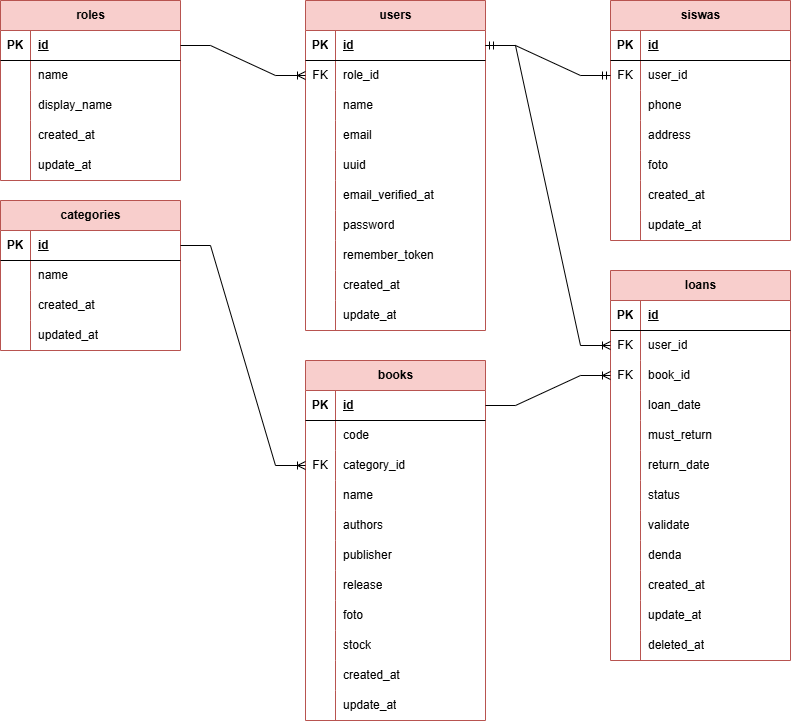 roles
PK id
name
display_name
created_at
update_at
categories
PK id
name
created_at
updated_at
users
PK id
FK role_id
name
email
uuid
email_verified_at
password
remember_token
created_at
update_at
books
PK id
code
FK category_id
name
authors
publisher
release
foto
stock
created_at
update_at
siswas
PK id
FK user_id
phone
address
foto
created_at
update_at
loans
PK id
FK user_id
FK book_id
loan_date
must_return
return_date
status
validate
denda
created_at
update_at
deleted_at